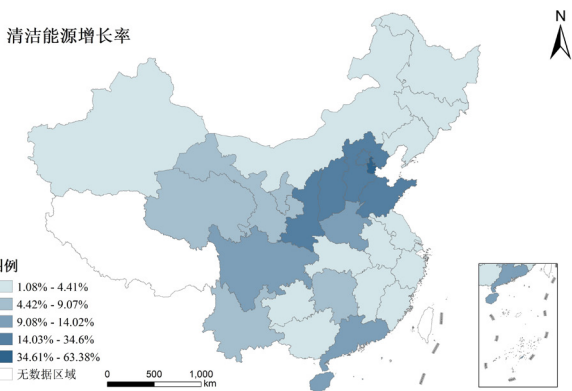 清洁能源增长率
N
图例
1.08% - 4.41%
4.42% - 9.07%
9.08% - 14.02%
14.03% - 34.6%
34.61% - 63.38%
无数据区域
0 500 1,000
km